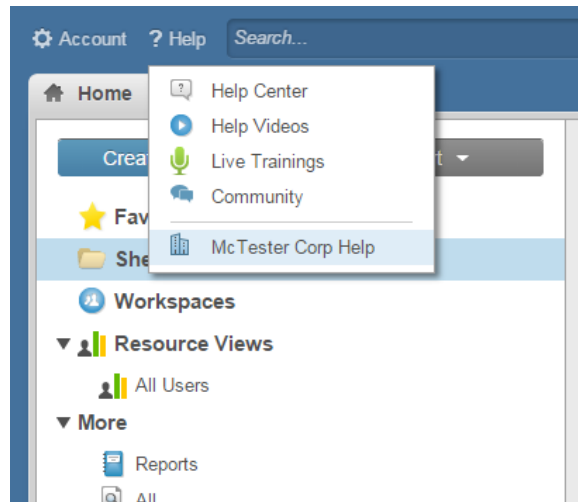 Account ? Help Search...
Home
Help Center
Help Videos
Live Trainings
Community
McTester Corp Help
Workspaces
Resource Views
All Users
More
Reports
All